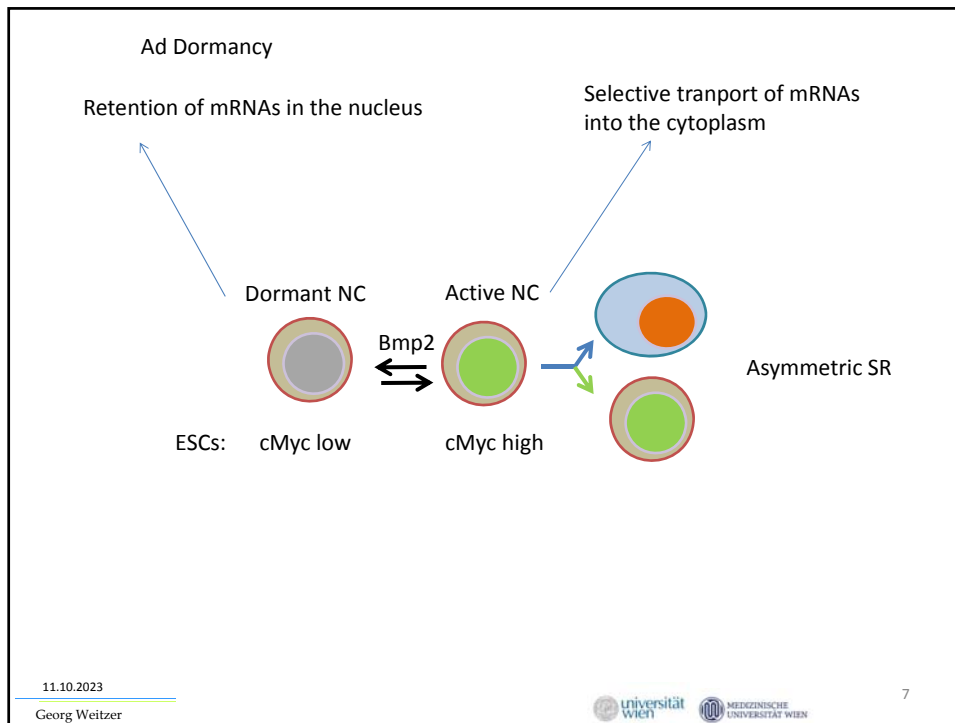 Ad Dormancy
Retention of mRNAs in the nucleus
Selective tranport of mRNAs
into the cytoplasm
Dormant NC
Active NC
Bmp2
Asymmetric SR
ESCs:
cMyc low
cMyc high
11.10.2023
Georg Weitzer
universität
wien
MEDIZINISCHE
UNIVERSITÄT WIEN
7